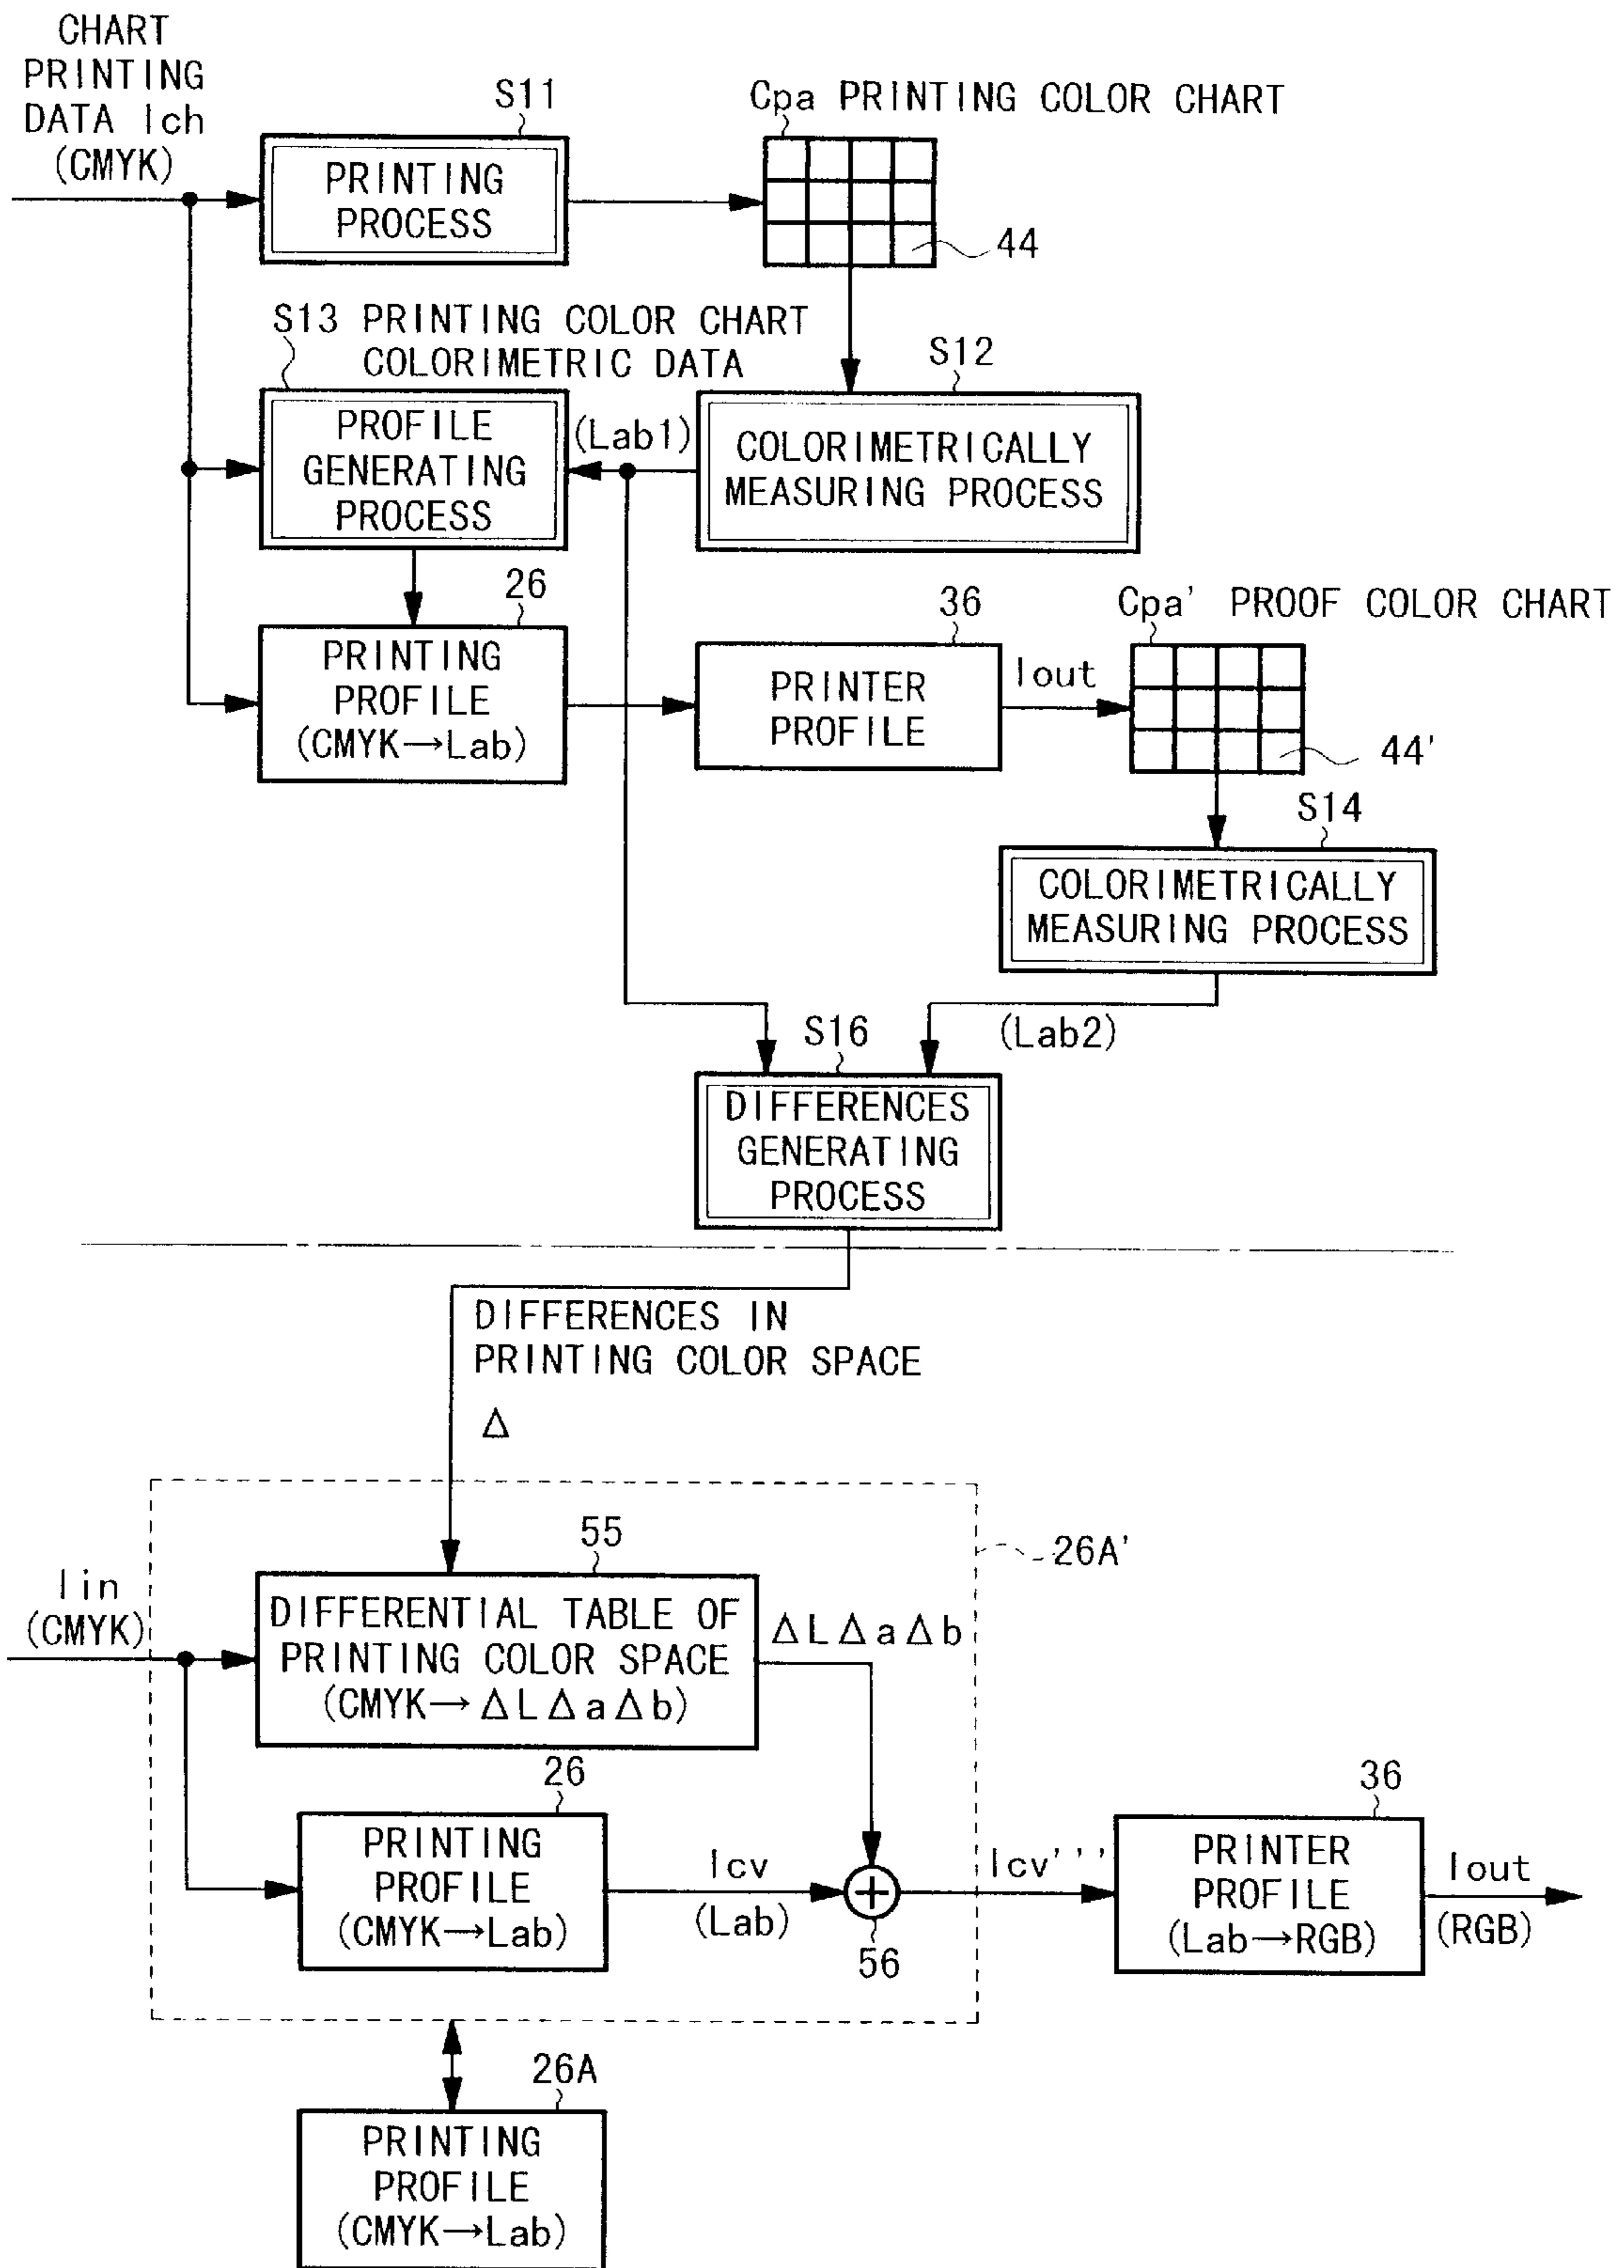 CHART
PRINTING
DATA Ich
(CMYK)
S11
PRINTING
PROCESS
Cpa PRINTING COLOR CHART
44
S13 PRINTING COLOR CHART
COLORIMETRIC DATA
PROFILE
GENERATING
PROCESS
(Lab1)
S12
COLORIMETRICALLY
MEASURING PROCESS
26
PRINTING
PROFILE
(CMYK→Lab)
36
PRINTER
PROFILE
Iout
Cpa' PROOF COLOR CHART
44'
S14
COLORIMETRICALLY
MEASURING PROCESS
(Lab2)
S16
DIFFERENCES
GENERATING
PROCESS
DIFFERENCES IN
PRINTING COLOR SPACE
Δ
26A'
Iin
(CMYK)
55
DIFFERENTIAL TABLE OF
PRINTING COLOR SPACE
(CMYK→ΔLΔaΔb)
ΔLΔaΔb
26
PRINTING
PROFILE
(CMYK→Lab)
Icv
(Lab)
56
Icv'''
36
PRINTER
PROFILE
(Lab→RGB)
Iout
(RGB)
26A
PRINTING
PROFILE
(CMYK→Lab)